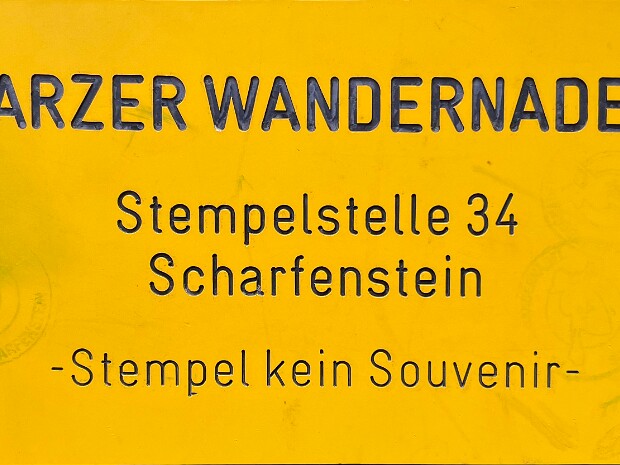 ARZER WANDERNADE
Stempelstelle 34
Scharfenstein
-Stempel kein Souvenir-